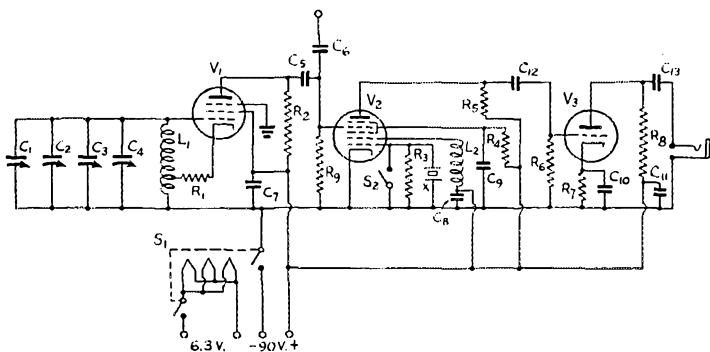 C6
V1
C5
V2
C12
V3
C13
C1
C2
C3
C4
L1
R2
R5
R8
R1
C7
R9
S2
R3
X
L2
R4
C9
R6
R7
C10
C11
C8
S1
6.3 V.
-90V.+